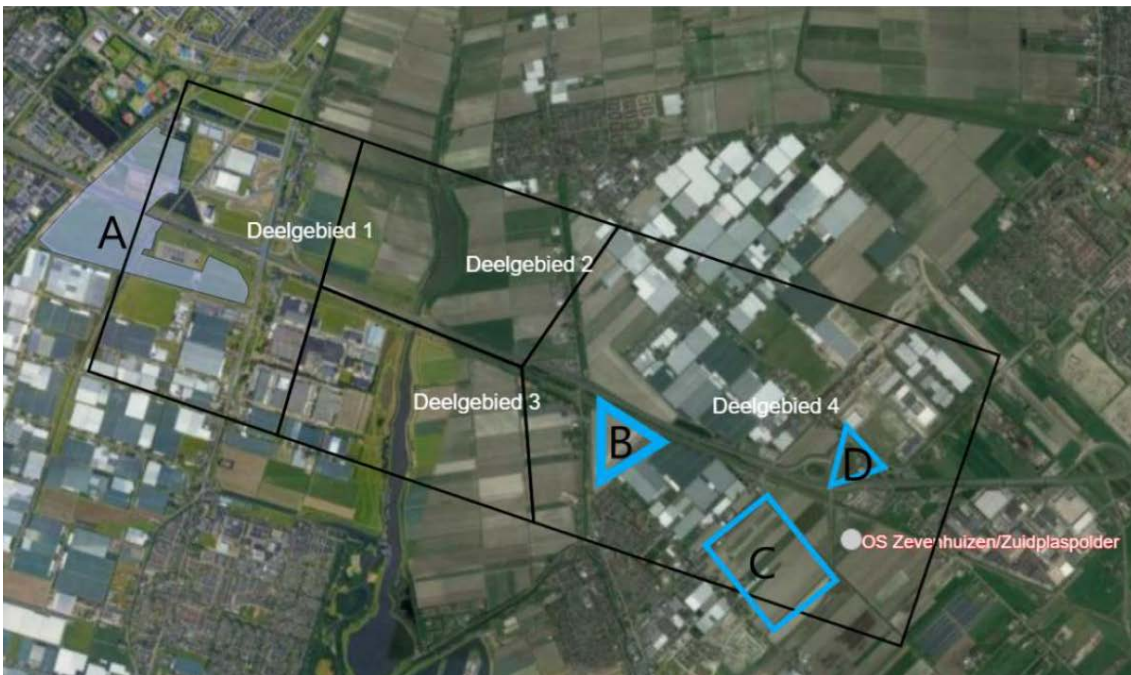 A
Deelgebied 1
Deelgebied 2
Deelgebied 3
Deelgebied 4
B
D
C
OS Zevenhuizen/Zuidplaspolder